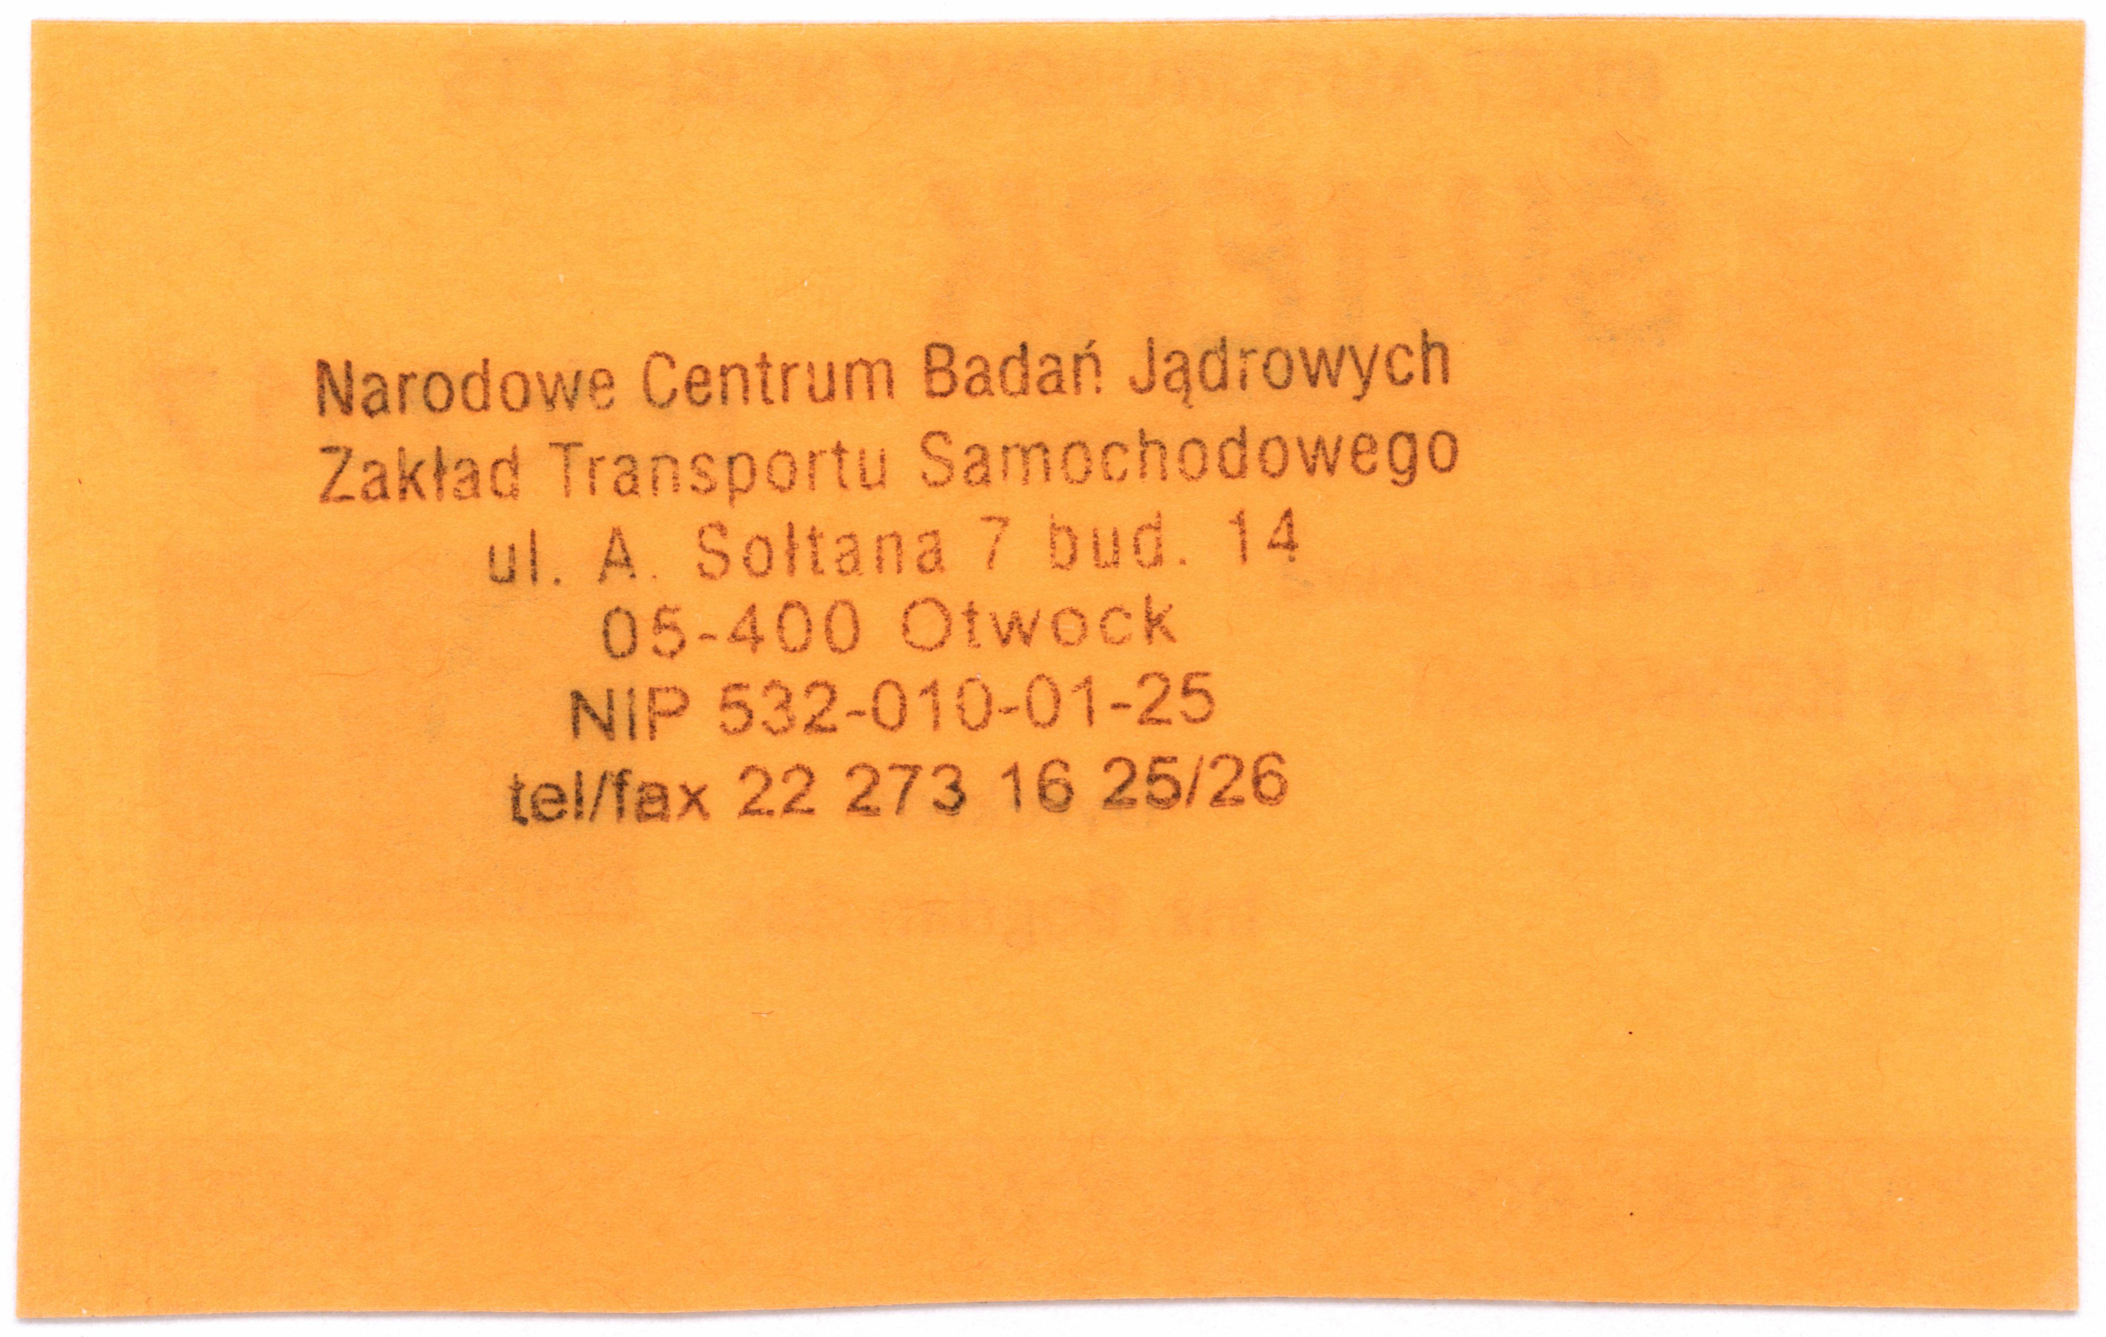 Narodowe Centrum Badań Jądrowych
Zakład Transportu Samochodowego
ul. A. Sołtana 7 bud. 14
05-400 Otwock
NIP 532-010-01-25
tel/fax 22 273 16 25/26